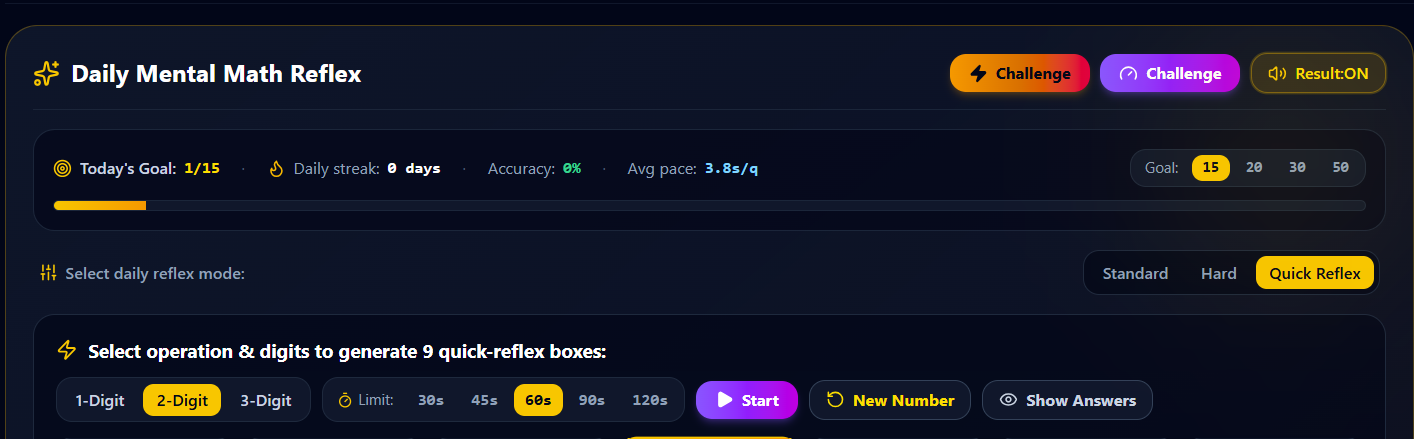 Daily Mental Math Reflex Challenge Challenge Result:ON
Today's Goal: 1/15 · Daily streak: 0 days · Accuracy: 0% · Avg pace: 3.8s/q Goal: 15 20 30 50
Select daily reflex mode: Standard Hard Quick Reflex
Select operation & digits to generate 9 quick-reflex boxes:
1-Digit 2-Digit 3-Digit Limit: 30s 45s 60s 90s 120s Start New Number Show Answers